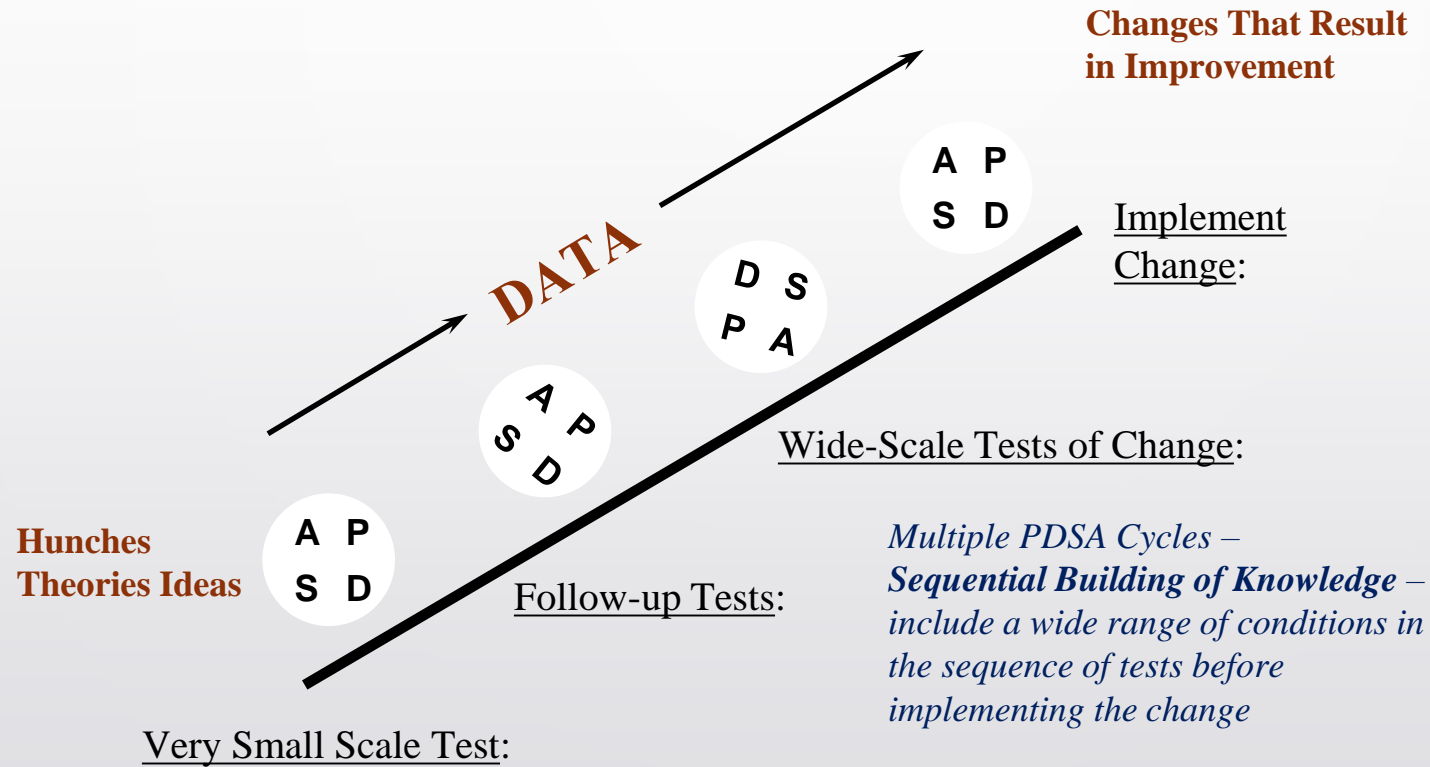 Changes That Result
in Improvement
A P
S D
Implement
Change:
DATA
D S
P A
A P
S D
Wide-Scale Tests of Change:
Hunches
Theories Ideas
A P
S D
Follow-up Tests:
Multiple PDSA Cycles –
Sequential Building of Knowledge –
include a wide range of conditions in
the sequence of tests before
implementing the change
Very Small Scale Test: